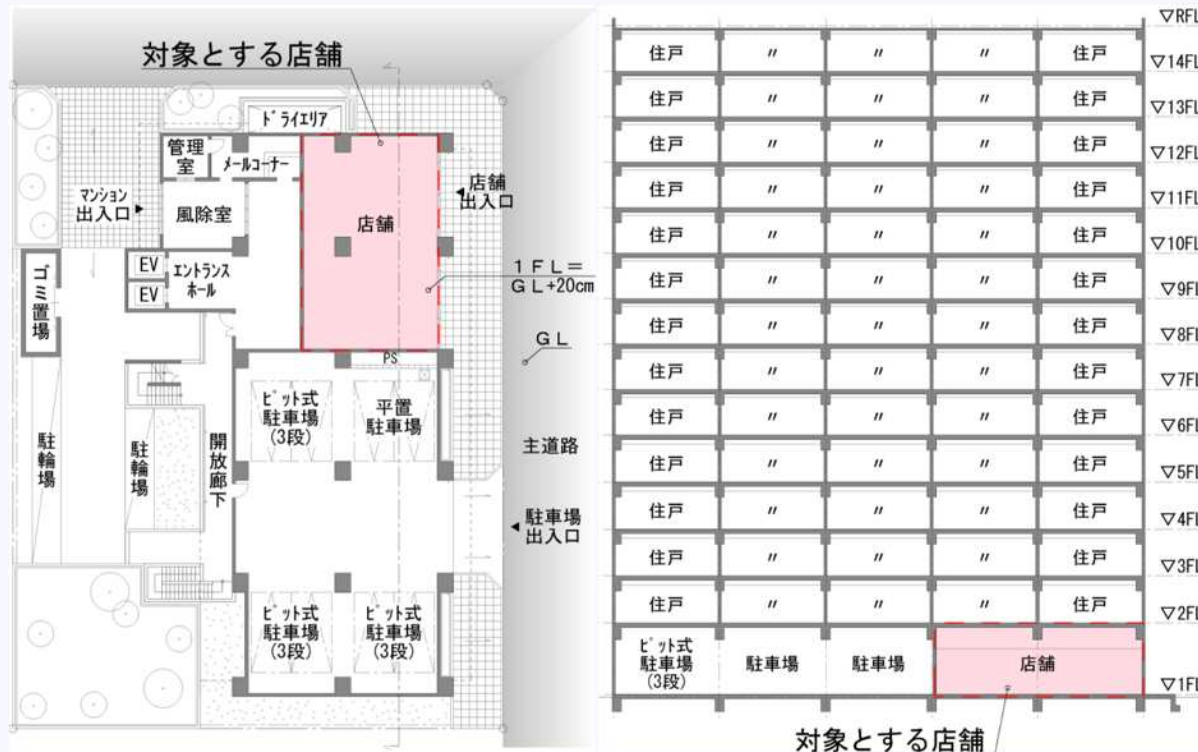 対象とする店舗
ドライエリア
管理
室
メールコーナー
マンション
出入口
風除室
店舗
店舗
出入口
EV
EV
エントランス
ホール
ゴミ置場
1FL=
GL+20cm
GL
PS
ピット式
駐車場
(3段)
平置
駐車場
駐輪場
駐輪場
開放廊下
主道路
駐車場
出入口
ピット式
駐車場
(3段)
ピット式
駐車場
(3段)
▽RFL
住戸 〃 〃 〃 住戸 ▽14FL
住戸 〃 〃 〃 住戸 ▽13FL
住戸 〃 〃 〃 住戸 ▽12FL
住戸 〃 〃 〃 住戸 ▽11FL
住戸 〃 〃 〃 住戸 ▽10FL
住戸 〃 〃 〃 住戸 ▽9FL
住戸 〃 〃 〃 住戸 ▽8FL
住戸 〃 〃 〃 住戸 ▽7FL
住戸 〃 〃 〃 住戸 ▽6FL
住戸 〃 〃 〃 住戸 ▽5FL
住戸 〃 〃 〃 住戸 ▽4FL
住戸 〃 〃 〃 住戸 ▽3FL
住戸 〃 〃 〃 住戸 ▽2FL
ピット式
駐車場
(3段)
駐車場 駐車場 店舗
▽1FL
対象とする店舗